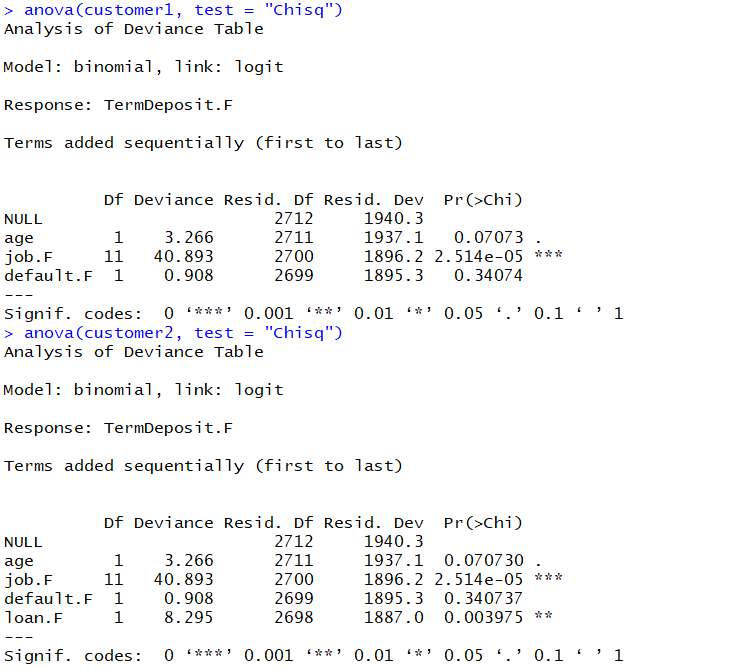 > anova(customer1, test = "Chisq")
Analysis of Deviance Table
Model: binomial, link: logit
Response: TermDeposit.F
Terms added sequentially (first to last)
          Df Deviance Resid. Df Resid. Dev  Pr(>Chi)
NULL                       2712     1940.3
age        1    3.266      2711     1937.1   0.07073 .
job.F     11   40.893      2700     1896.2 2.514e-05 ***
default.F  1    0.908      2699     1895.3   0.34074
---
Signif. codes:  0 ‘***’ 0.001 ‘**’ 0.01 ‘*’ 0.05 ‘.’ 0.1 ‘ ’ 1
> anova(customer2, test = "Chisq")
Analysis of Deviance Table
Model: binomial, link: logit
Response: TermDeposit.F
Terms added sequentially (first to last)
          Df Deviance Resid. Df Resid. Dev  Pr(>Chi)
NULL                       2712     1940.3
age        1    3.266      2711     1937.1  0.070730 .
job.F     11   40.893      2700     1896.2 2.514e-05 ***
default.F  1    0.908      2699     1895.3  0.340737
loan.F     1    8.295      2698     1887.0  0.003975 **
---
Signif. codes:  0 ‘***’ 0.001 ‘**’ 0.01 ‘*’ 0.05 ‘.’ 0.1 ‘ ’ 1